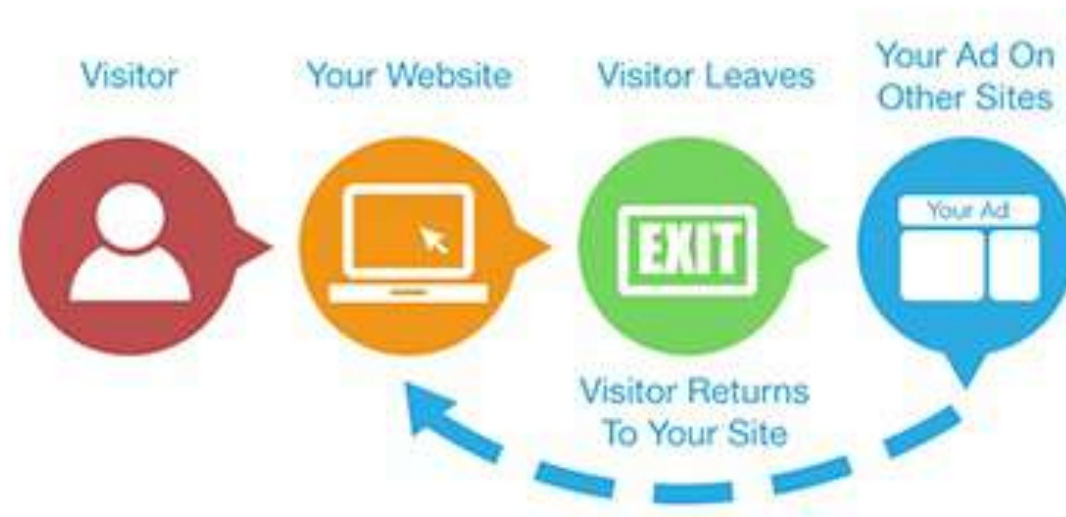 Visitor
Your Website
Visitor Leaves
Your Ad On
Other Sites
EXIT
Your Ad
Visitor Returns
To Your Site